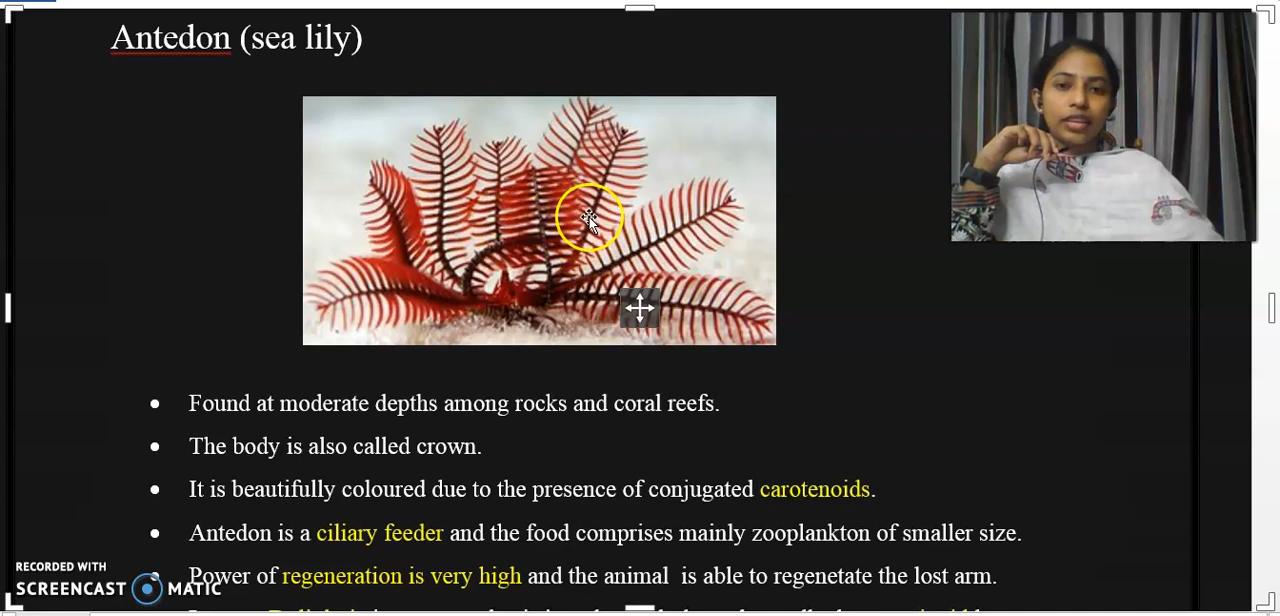 Antedon (sea lily)
Found at moderate depths among rocks and coral reefs.
The body is also called crown.
It is beautifully coloured due to the presence of conjugated carotenoids.
Antedon is a ciliary feeder and the food comprises mainly zooplankton of smaller size.
Power of regeneration is very high and the animal is able to regenetate the lost arm.
RECORDED WITH
SCREENCAST MATIC